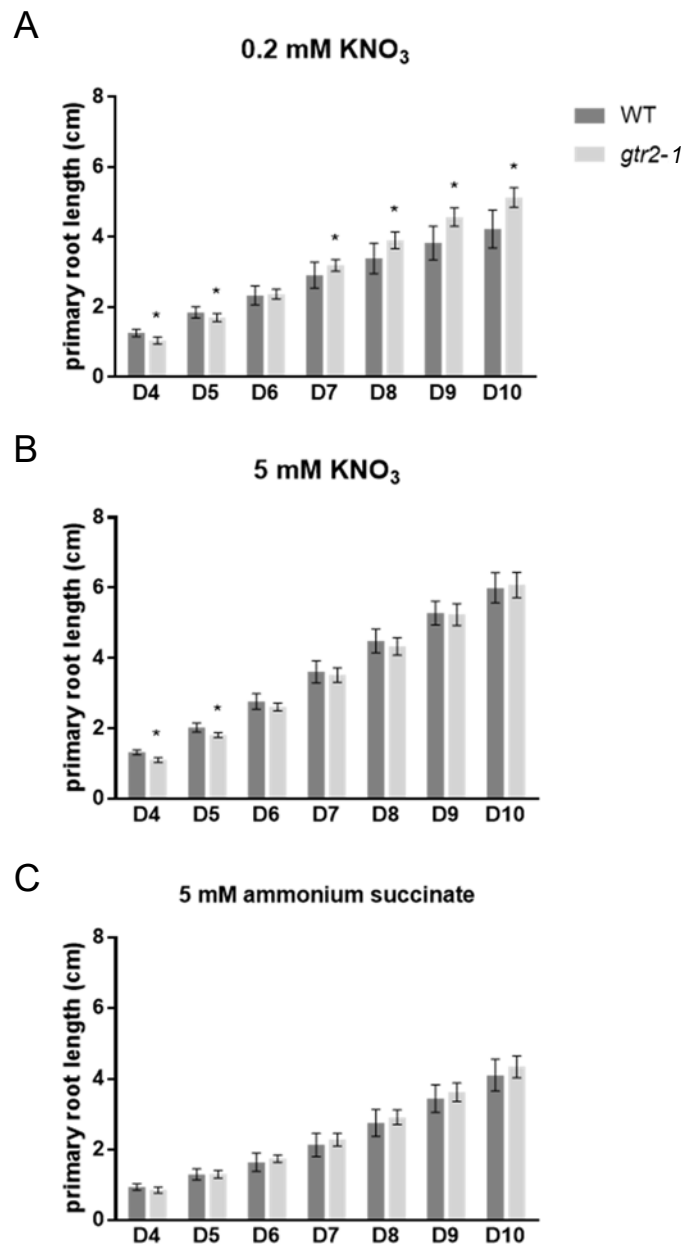 A
0.2 mM KNO₃
primary root length (cm)
8
6
4
2
0
* * * * * *
D4 D5 D6 D7 D8 D9 D10
WT
gtr2-1
B
5 mM KNO₃
primary root length (cm)
8
6
4
2
0
* *
D4 D5 D6 D7 D8 D9 D10
C
5 mM ammonium succinate
primary root length (cm)
8
6
4
2
0
D4 D5 D6 D7 D8 D9 D10